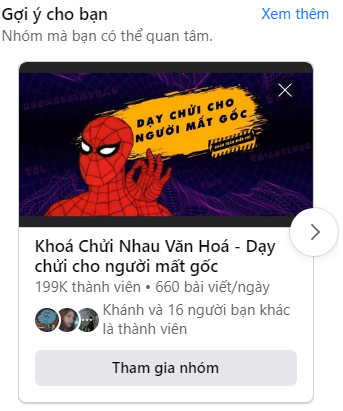 Gợi ý cho bạn
Xem thêm
Nhóm mà bạn có thể quan tâm.
DẠY CHỬI CHO
NGƯỜI MẤT GỐC
Khoá Chửi Nhau Văn Hoá - Dạy
chửi cho người mất gốc
199K thành viên • 660 bài viết/ngày
Khánh và 16 người bạn khác
là thành viên
Tham gia nhóm